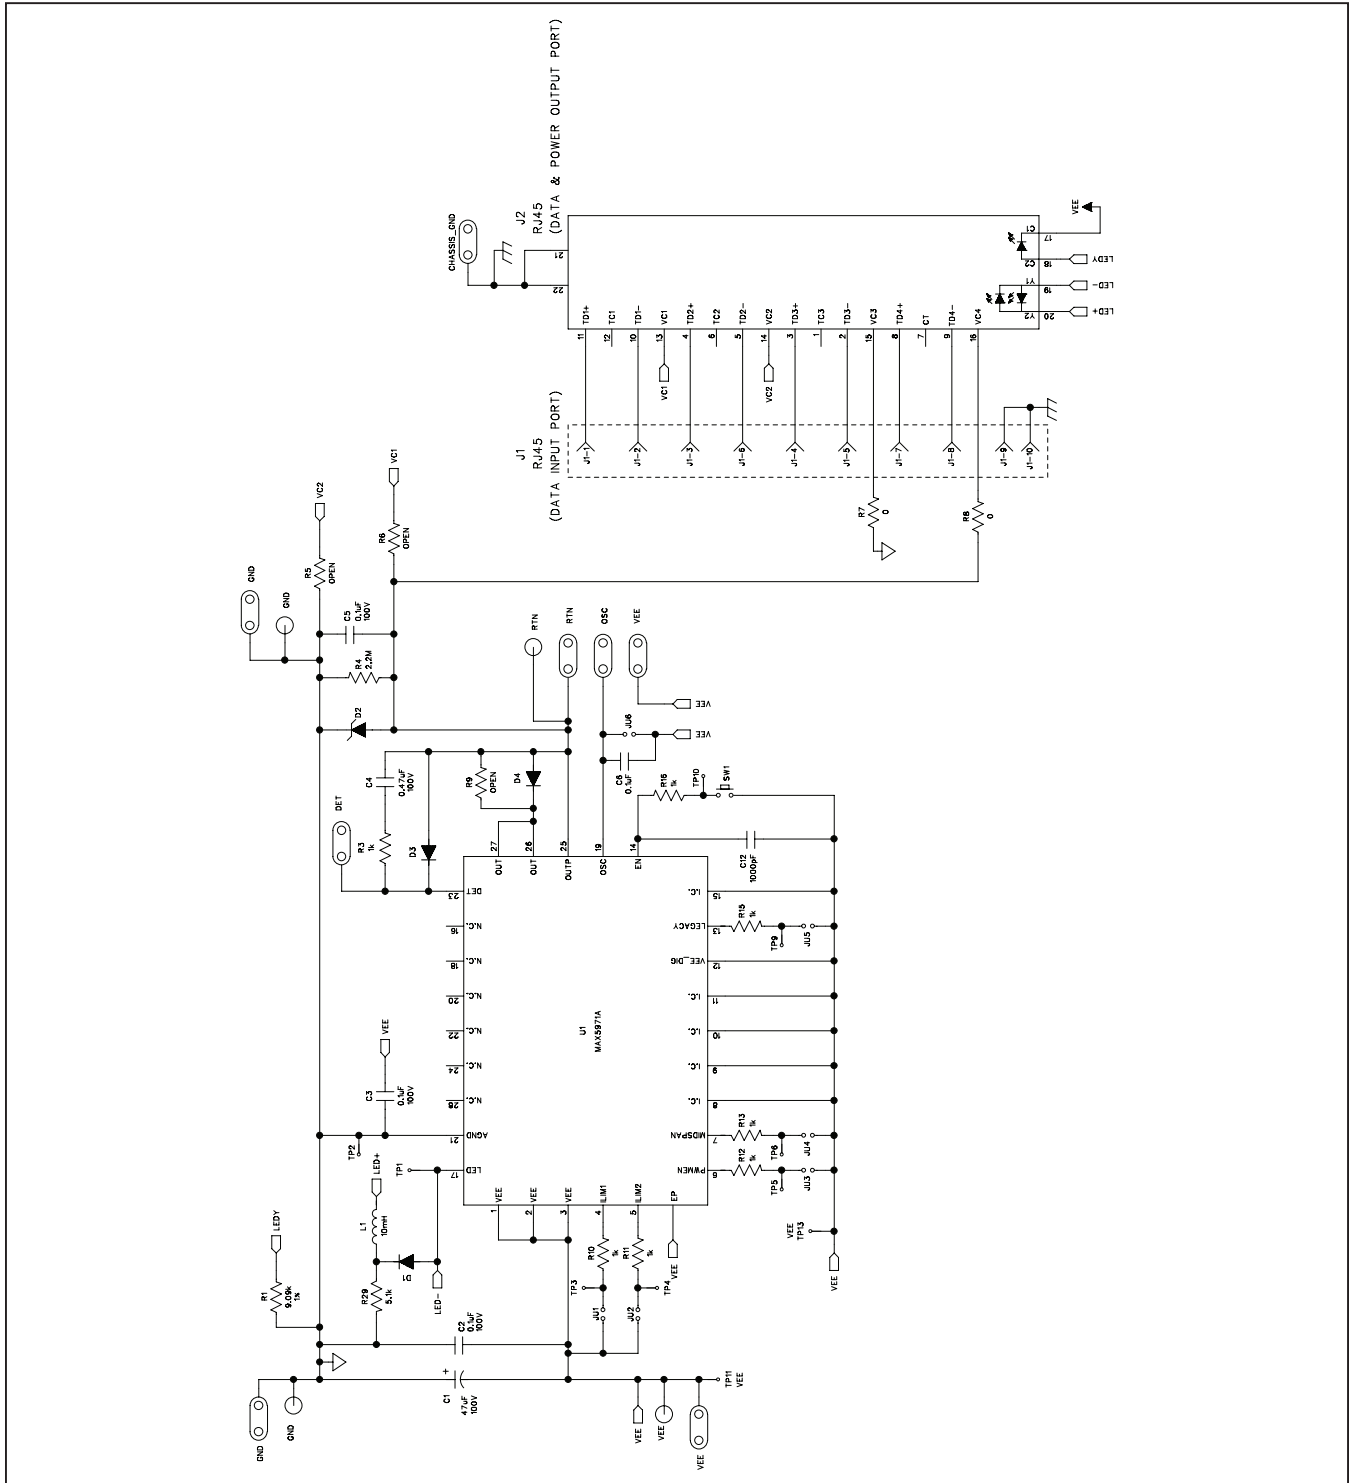 J2
RJ45
(DATA & POWER OUTPUT PORT)
CHASSIS_GND
21
22
TD1+
11
TC1
12
TD1-
10
VC1
13
VC1
TD2+
4
TC2
6
TD2-
5
VC2
14
VC2
TD3+
3
TC3
1
TD3-
2
VC3
15
TD4+
8
CT
7
TD4-
9
VC4
16
C1
17
C2
18
Y1
19
Y2
20
VEE
LEDY
LED-
LED+
J1
RJ45
(DATA INPUT PORT)
J1-1
J1-2
J1-3
J1-6
J1-4
J1-5
J1-7
J1-8
J1-9
J1-10
R7
0
R8
0
VC2
VC1
R5
OPEN
R6
OPEN
GND
GND
C5
0.1uF
100V
R4
2.2M
D2
RTN
RTN
OSC
VEE
VEE
JU6
VEE
C6
0.1uF
DET
C4
0.47uF
100V
R3
1k
D3
R9
OPEN
D4
R16
1k
TP10
SW1
C12
1000pF
OUT
27
OUT
26
OUTP
25
OSC
19
EN
14
DET
23
N.C.
16
N.C.
18
N.C.
20
N.C.
22
N.C.
24
N.C.
28
AGND
21
LED
17
U1
MAX5971A
I.C.
15
LEGACY
13
VEE_DIG
12
I.C.
11
I.C.
10
I.C.
9
I.C.
8
MIDSPAN
7
PWMEN
6
R15
1k
TP9
JU5
R13
1k
TP6
JU4
R12
1k
TP5
JU3
VEE
TP13
VEE
VEE
1
VEE
2
VEE
3
ILIM1
4
ILIM2
5
EP
VEE
R10
1k
R11
1k
TP3
TP4
JU1
JU2
VEE
C3
0.1uF
100V
TP2
TP1
LED+
L1
10mH
D1
LED-
R29
5.1k
LEDY
R1
9.09k
1%
C2
0.1uF
100V
C1
+
47uF
100V
GND
GND
VEE
VEE
VEE
TP11
VEE